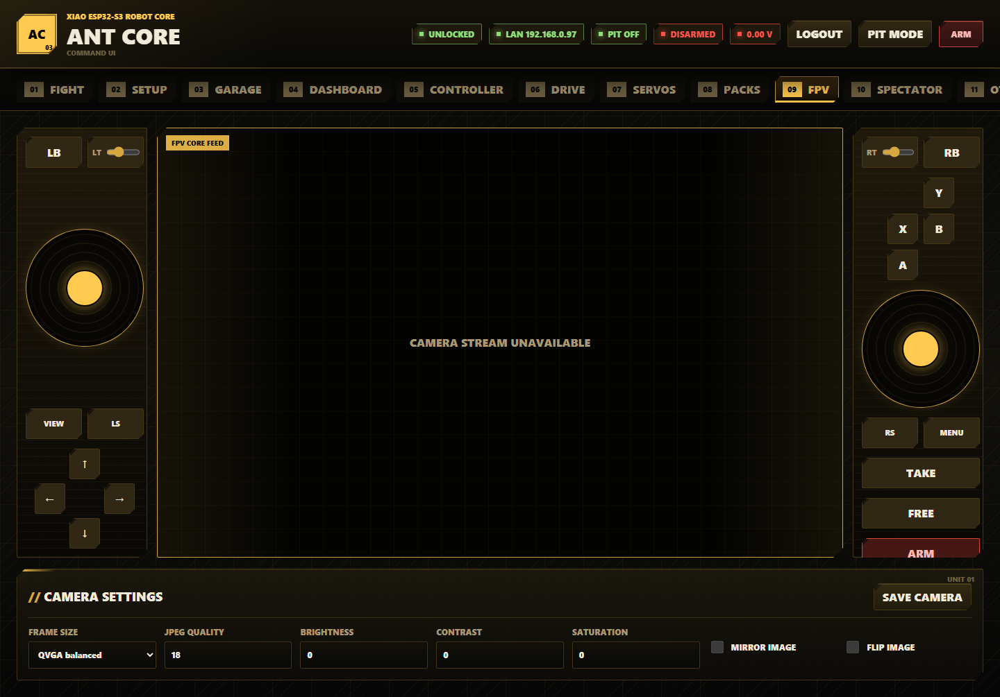 AC
03
XIAO ESP32-S3 ROBOT CORE
ANT CORE
COMMAND UI
UNLOCKED
LAN 192.168.0.97
PIT OFF
DISARMED
0.00 V
LOGOUT
PIT MODE
ARM
01 FIGHT
02 SETUP
03 GARAGE
04 DASHBOARD
05 CONTROLLER
06 DRIVE
07 SERVOS
08 PACKS
09 FPV
10 SPECTATOR
11
LB
LT
FPV CORE FEED
CAMERA STREAM UNAVAILABLE
VIEW
LS
↑
←
→
↓
RT
RB
Y
X
B
A
RS
MENU
TAKE
FREE
ARM
UNIT 01
// CAMERA SETTINGS
SAVE CAMERA
FRAME SIZE
QVGA balanced
JPEG QUALITY
18
BRIGHTNESS
0
CONTRAST
0
SATURATION
0
MIRROR IMAGE
FLIP IMAGE